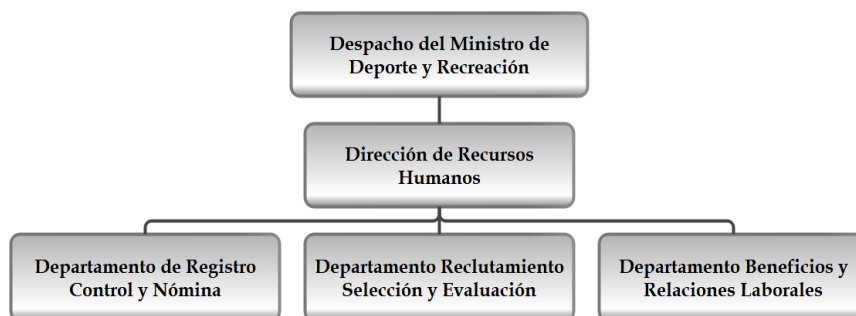 Despacho del Ministro de
Deporte y Recreación
Dirección de Recursos
Humanos
Departamento de Registro
Control y Nómina
Departamento Reclutamiento
Selección y Evaluación
Departamento Beneficios y
Relaciones Laborales